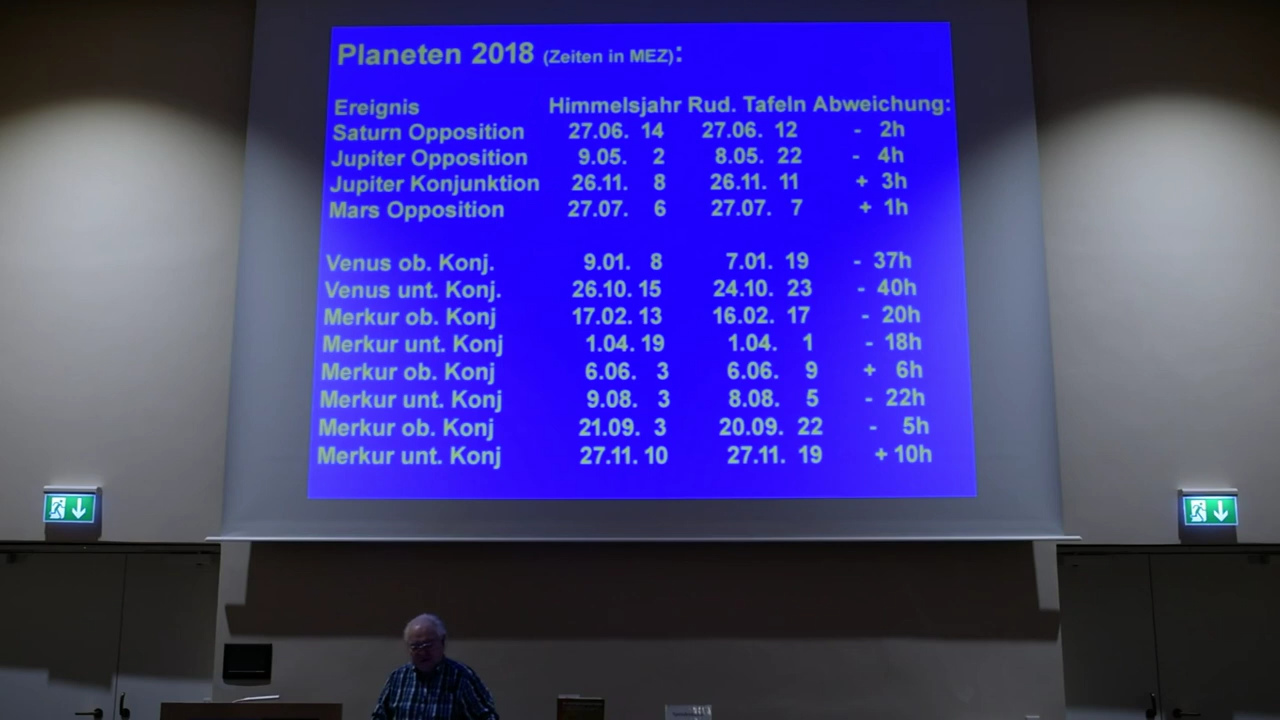 Planeten 2018 (Zeiten in MEZ):
Ereignis Himmelsjahr Rud. Tafeln Abweichung:
Saturn Opposition 27.06. 14 27.06. 12 - 2h
Jupiter Opposition 9.05. 2 8.05. 22 - 4h
Jupiter Konjunktion 26.11. 8 26.11. 11 + 3h
Mars Opposition 27.07. 6 27.07. 7 + 1h
Venus ob. Konj. 9.01. 8 7.01. 19 - 37h
Venus unt. Konj. 26.10. 15 24.10. 23 - 40h
Merkur ob. Konj 17.02. 13 16.02. 17 - 20h
Merkur unt. Konj 1.04. 19 1.04. 1 - 18h
Merkur ob. Konj 6.06. 3 6.06. 9 + 6h
Merkur unt. Konj 9.08. 3 8.08. 5 - 22h
Merkur ob. Konj 21.09. 3 20.09. 22 - 5h
Merkur unt. Konj 27.11. 10 27.11. 19 + 10h